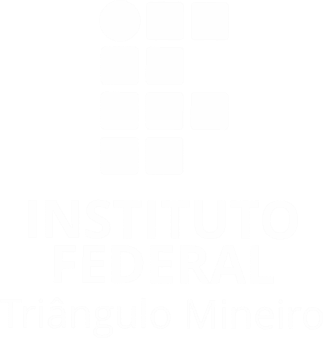 INSTITUTO
FEDERAL
Triângulo Mineiro